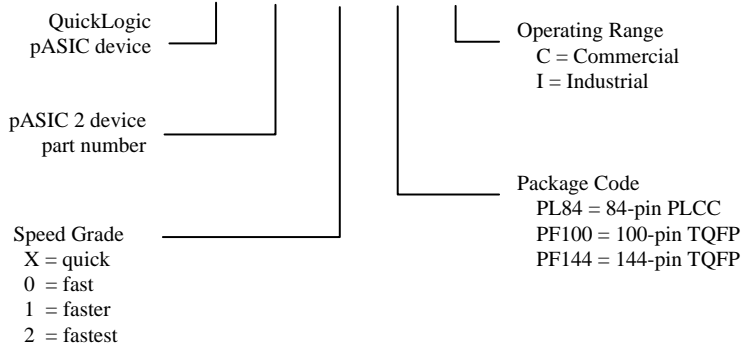 QuickLogic
pASIC device
pASIC 2 device
part number
Speed Grade
X = quick
0 = fast
1 = faster
2 = fastest
Operating Range
C = Commercial
I = Industrial
Package Code
PL84 = 84-pin PLCC
PF100 = 100-pin TQFP
PF144 = 144-pin TQFP